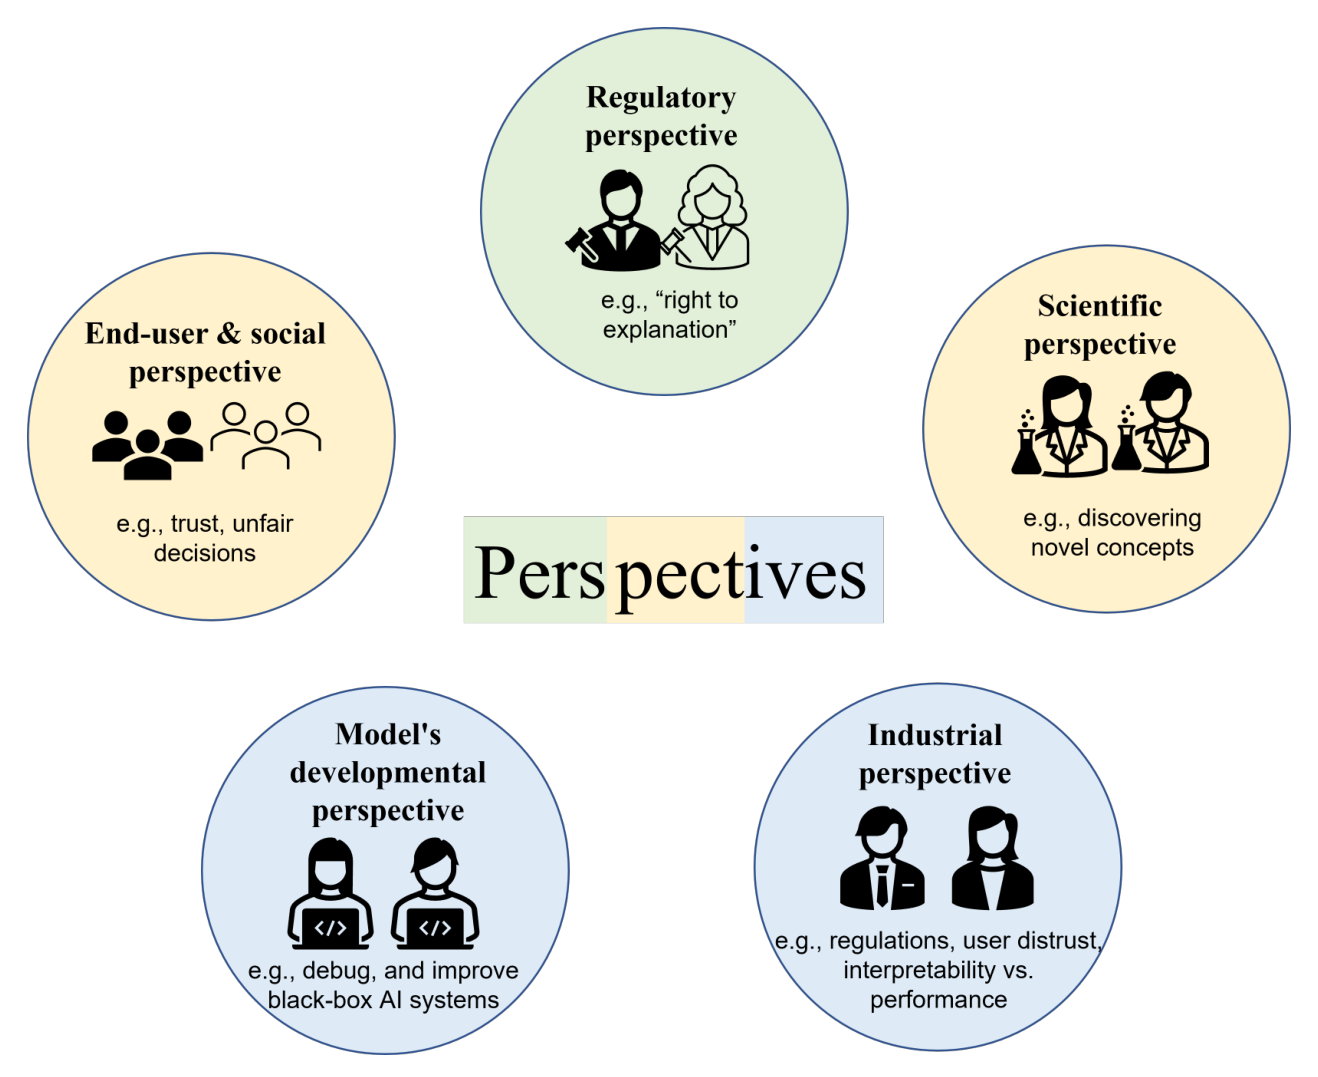 Regulatory
perspective
e.g., “right to
explanation”
End-user & social
perspective
e.g., trust, unfair
decisions
Scientific
perspective
e.g., discovering
novel concepts
Perspectives
Model's
developmental
perspective
</>
</>
e.g., debug, and improve
black-box AI systems
Industrial
perspective
e.g., regulations, user distrust,
interpretability vs.
performance